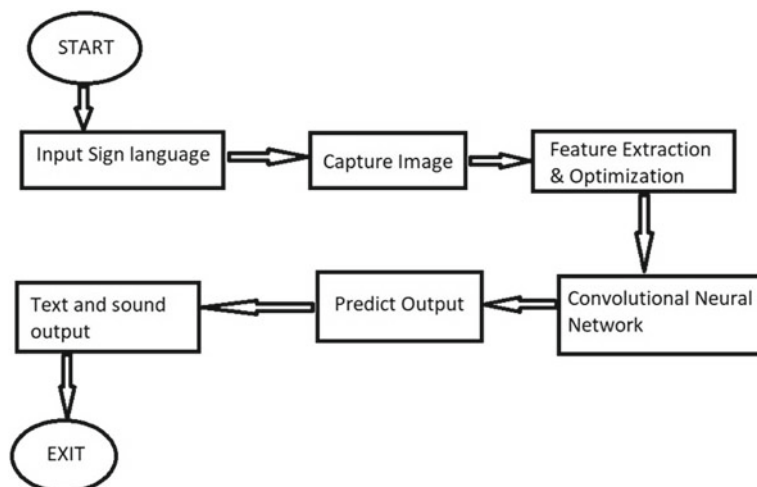 START
Input Sign language
Capture Image
Feature Extraction
& Optimization
Convolutional Neural
Network
Predict Output
Text and sound
output
EXIT